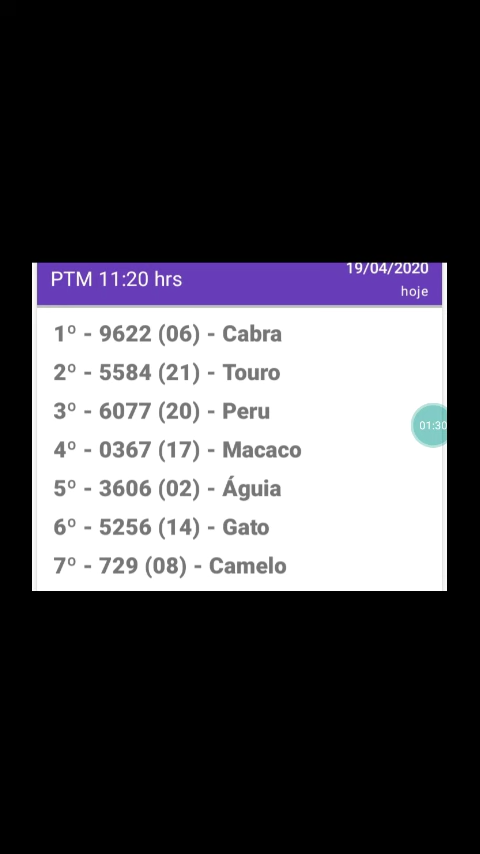 19/04/2020
PTM 11:20 hrs
hoje
1º - 9622 (06) - Cabra
2º - 5584 (21) - Touro
3º - 6077 (20) - Peru
01:30
4º - 0367 (17) - Macaco
5º - 3606 (02) - Águia
6º - 5256 (14) - Gato
7º - 729 (08) - Camelo